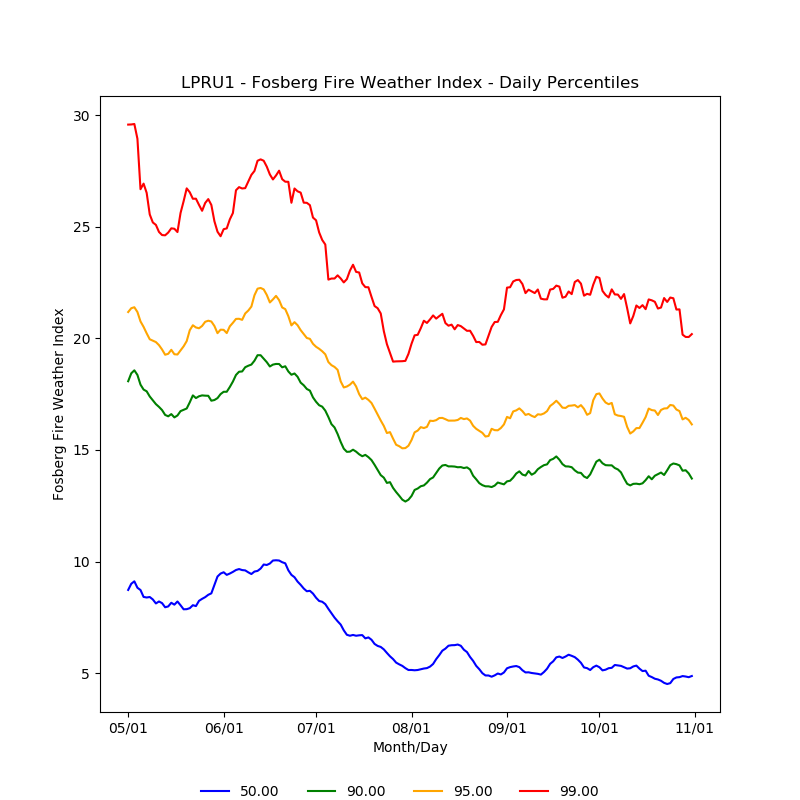 LPRU1 - Fosberg Fire Weather Index - Daily Percentiles
30
25
20
15
10
5
Fosberg Fire Weather Index
05/01 06/01 07/01 08/01 09/01 10/01 11/01
Month/Day
50.00 90.00 95.00 99.00